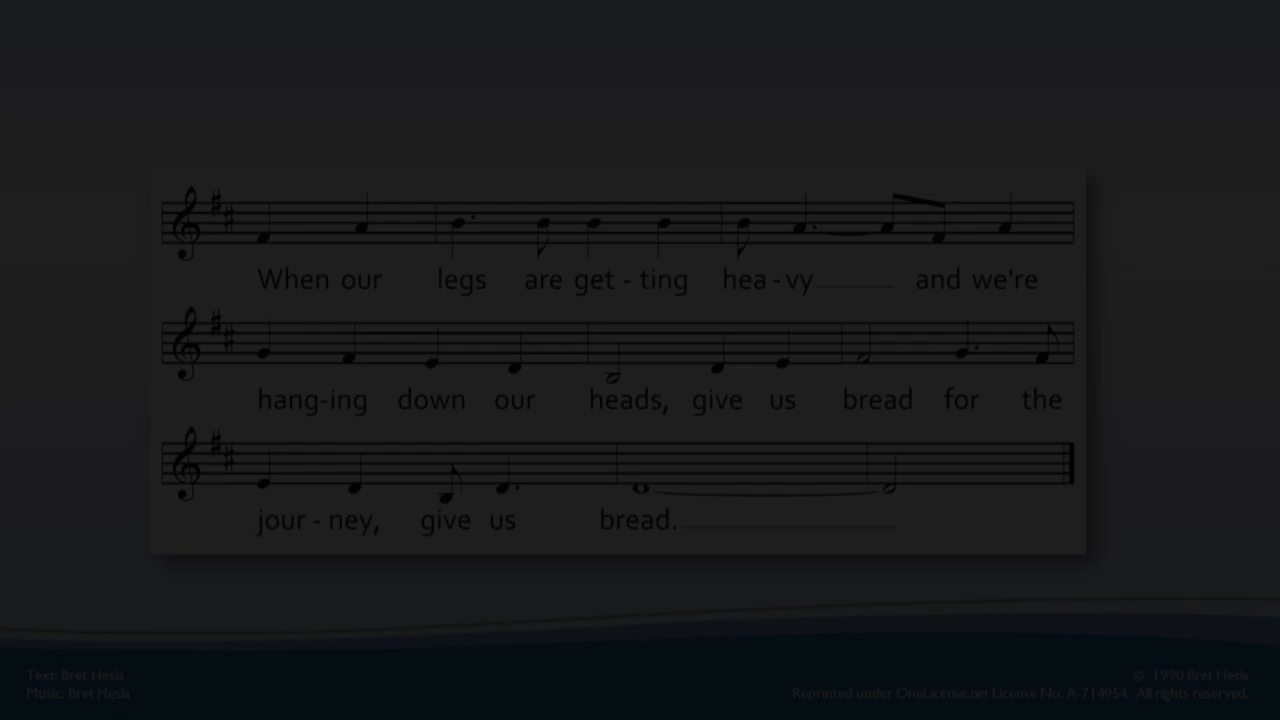 When our legs are get - ting hea - vy and we're
hang-ing down our heads, give us bread for the
jour - ney, give us bread.
Text: Bret Hesla
Music: Bret Hesla
© 1990 Bret Hesla
Reprinted under OneLicense.net License No. A-714954. All rights reserved.